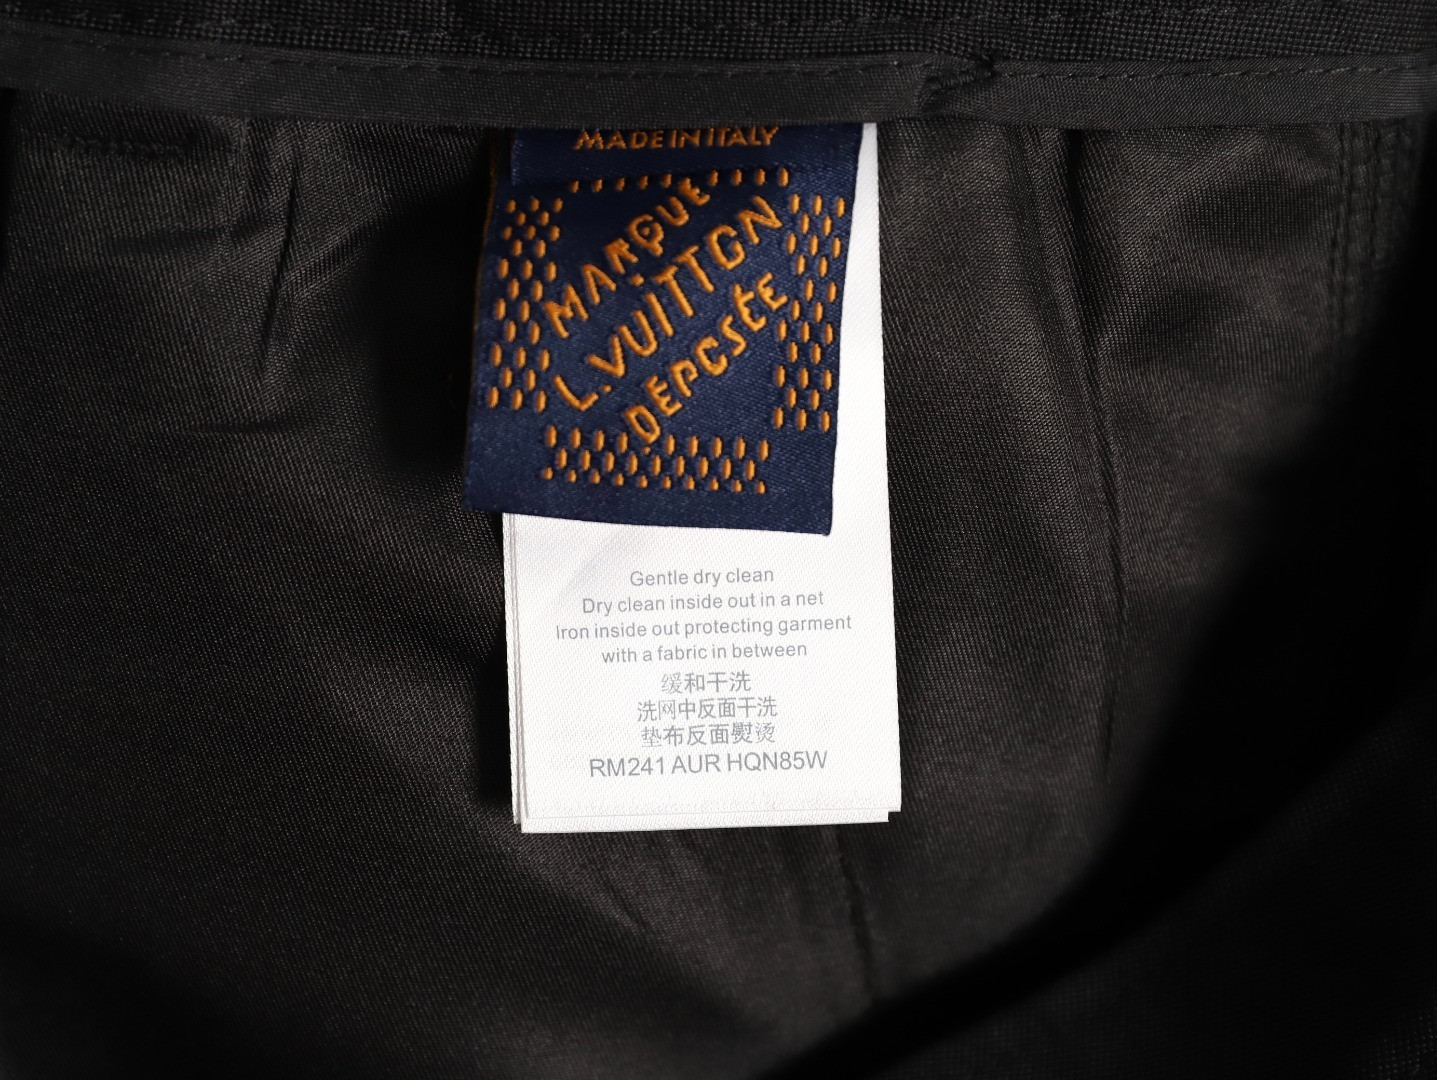 MADE IN ITALY
MARQUE
L.VUITTON
DEPOSÉE
Gentle dry clean
Dry clean inside out in a net
Iron inside out protecting garment
with a fabric in between
缓和干洗
洗网中反面干洗
垫布反面熨烫
RM241 AUR HQN85W